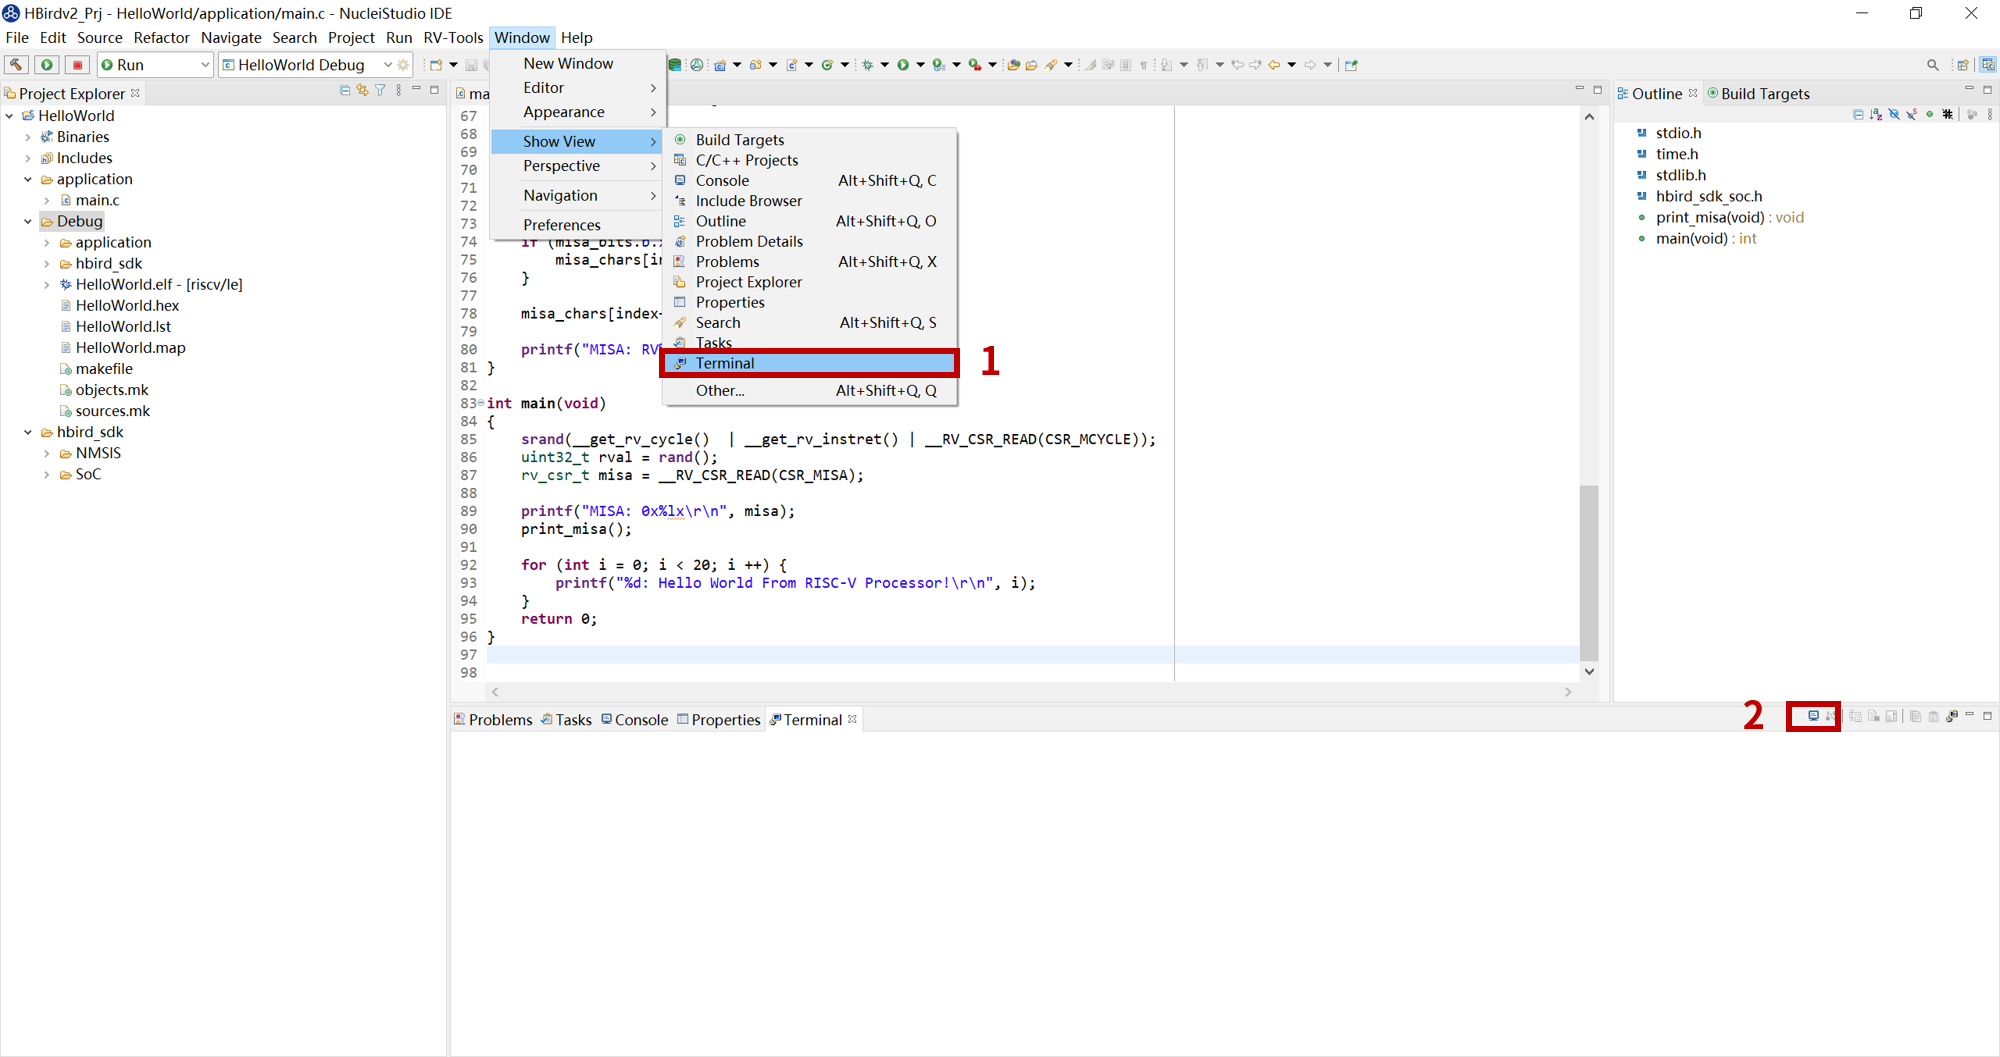 HBirdv2_Prj - HelloWorld/application/main.c - NucleiStudio IDE
File Edit Source Refactor Navigate Search Project Run RV-Tools Window Help
Run
HelloWorld Debug
Project Explorer
HelloWorld
Binaries
Includes
application
main.c
Debug
application
hbird_sdk
HelloWorld.elf - [riscv/le]
HelloWorld.hex
HelloWorld.lst
HelloWorld.map
makefile
objects.mk
sources.mk
hbird_sdk
NMSIS
SoC
New Window
Editor
Appearance
Show View
Perspective
Navigation
Preferences
Build Targets
C/C++ Projects
Console Alt+Shift+Q, C
Include Browser
Outline Alt+Shift+Q, O
Problem Details
Problems Alt+Shift+Q, X
Project Explorer
Properties
Search Alt+Shift+Q, S
Tasks
Terminal
Other... Alt+Shift+Q, Q
1
ma
67
68
69
70
71
72
73
74 if (misa_bits.b.
75 misa_chars[in
76 }
77
78 misa_chars[index
79
80 printf("MISA: RV
81 }
82
83 int main(void)
84 {
85 srand(__get_rv_cycle() | __get_rv_instret() | __RV_CSR_READ(CSR_MCYCLE));
86 uint32_t rval = rand();
87 rv_csr_t misa = __RV_CSR_READ(CSR_MISA);
88
89 printf("MISA: 0x%lx\r\n", misa);
90 print_misa();
91
92 for (int i = 0; i < 20; i ++) {
93 printf("%d: Hello World From RISC-V Processor!\r\n", i);
94 }
95 return 0;
96 }
97
98
Outline Build Targets
stdio.h
time.h
stdlib.h
hbird_sdk_soc.h
print_misa(void) : void
main(void) : int
Problems Tasks Console Properties Terminal
2